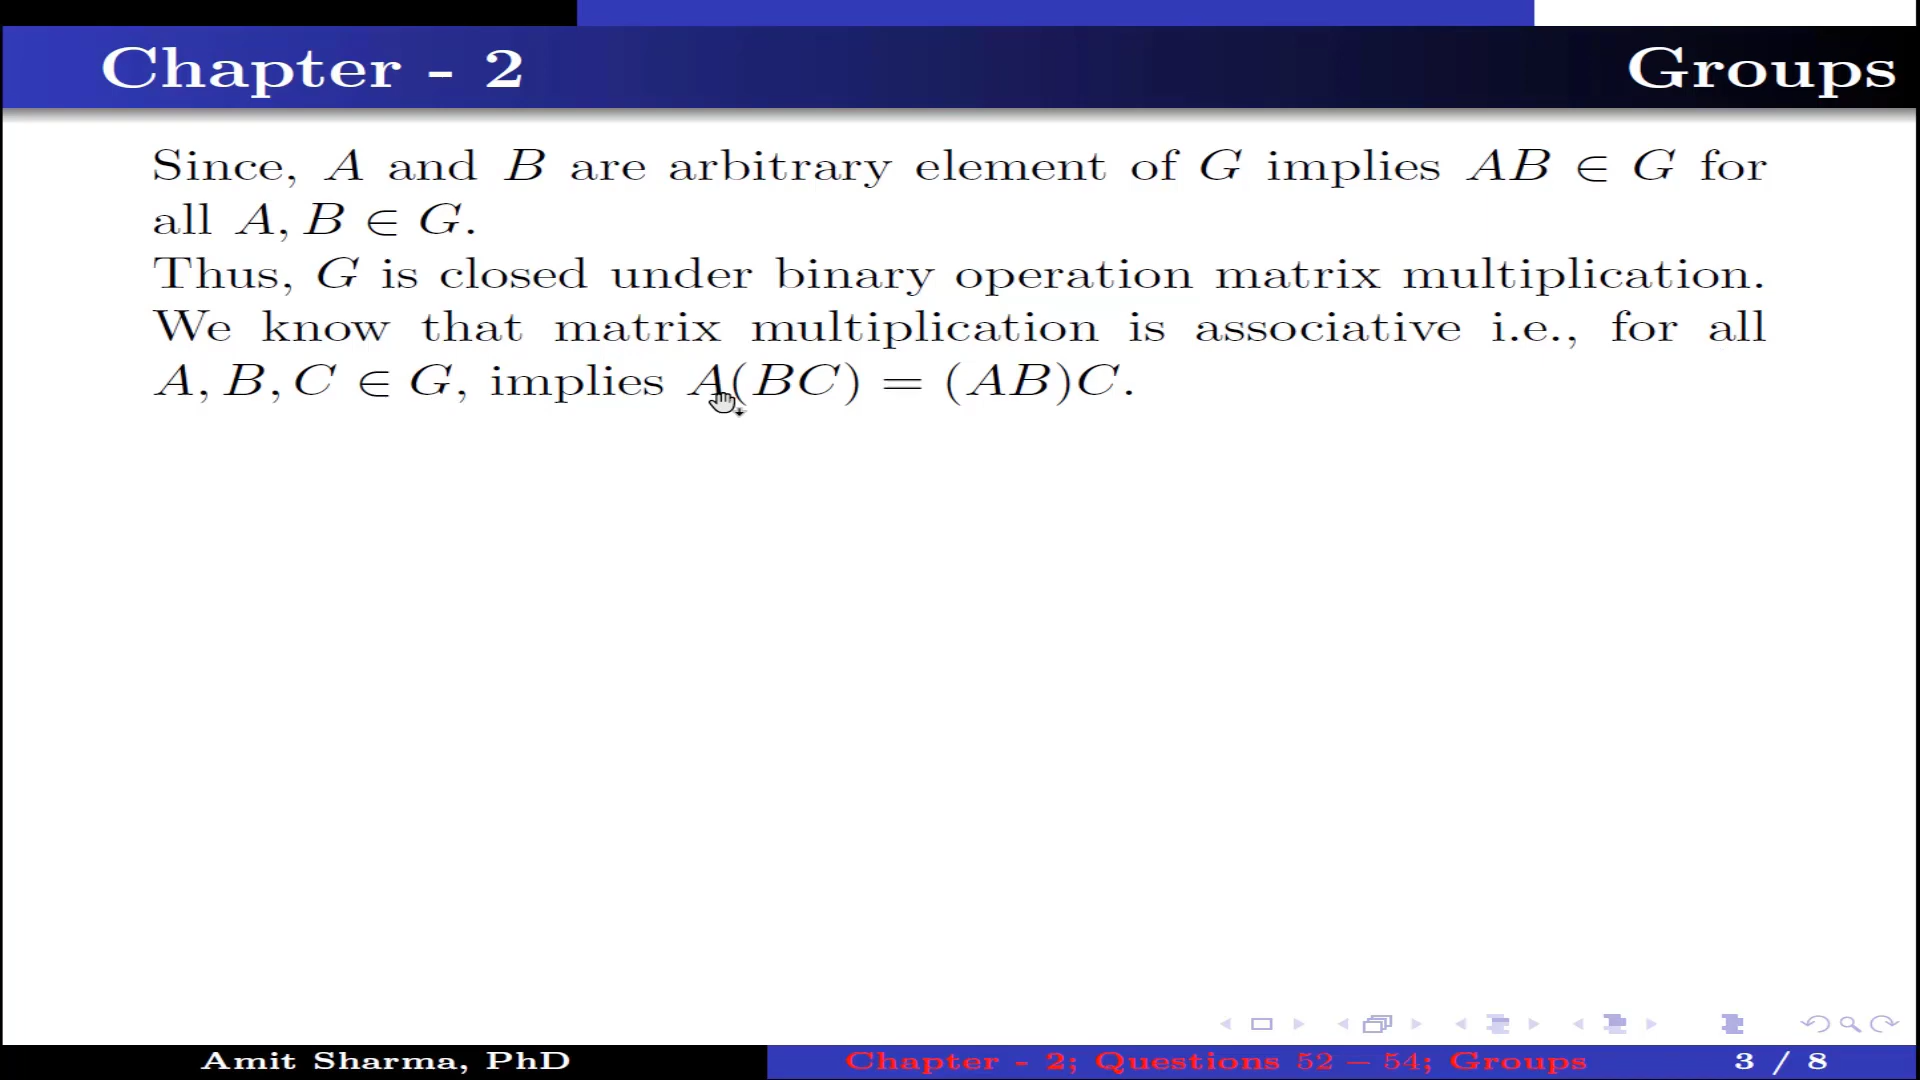 Chapter - 2 Groups
Since, A and B are arbitrary element of G implies AB ∈ G for
all A, B ∈ G.
Thus, G is closed under binary operation matrix multiplication.
We know that matrix multiplication is associative i.e., for all
A, B, C ∈ G, implies A(BC) = (AB)C.
Amit Sharma, PhD Chapter - 2; Questions 52 – 54; Groups 3 / 8